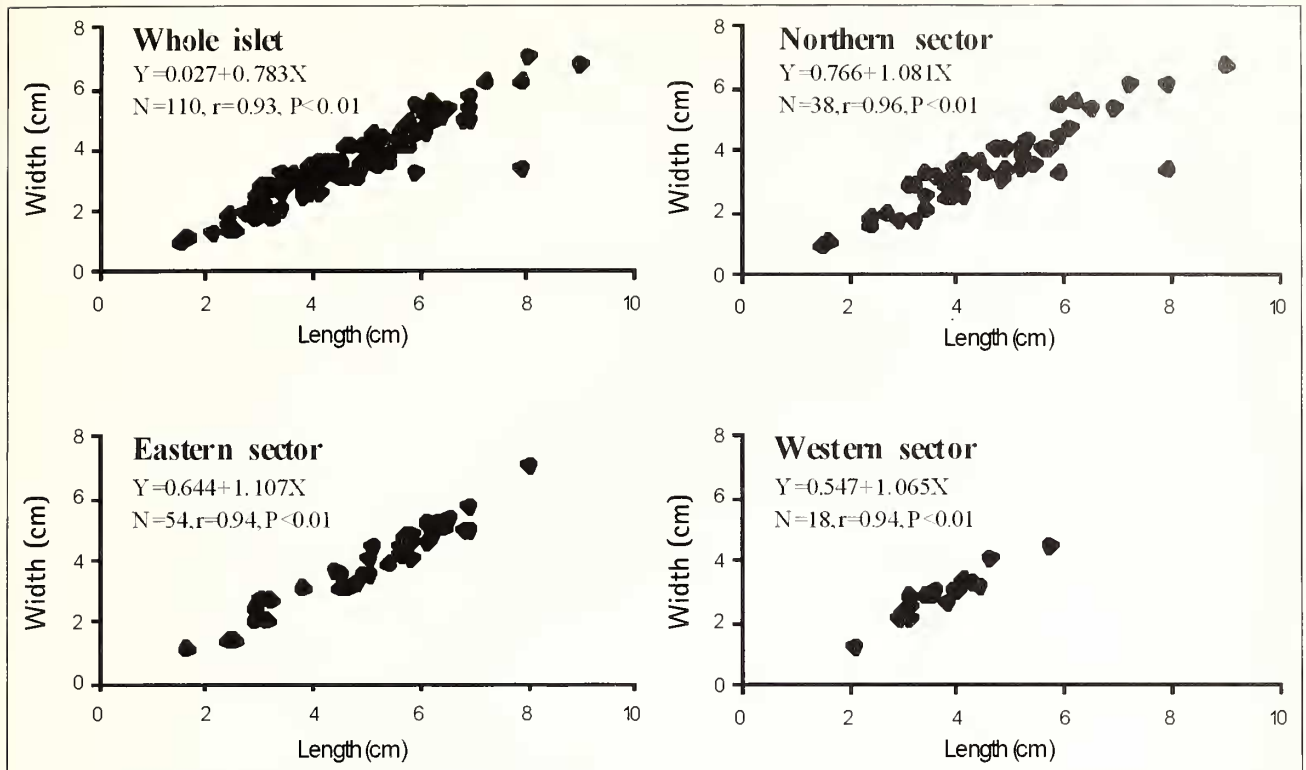 Whole islet
Y=0.027+0.783X
N=110, r=0.93, P<0.01
Width (cm)
8
6
4
2
0
0 2 4 6 8 10
Length (cm)
Northern sector
Y=0.766+1.081X
N=38,r=0.96,P<0.01
Width (cm)
8
6
4
2
0
0 2 4 6 8 10
Length (cm)
Eastern sector
Y=0.644+1.107X
N=54,r=0.94,P<0.01
Width (cm)
8
6
4
2
0
0 2 4 6 8 10
Length (cm)
Western sector
Y=0.547+1.065X
N=18,r=0.94,P<0.01
Width (cm)
8
6
4
2
0
0 2 4 6 8 10
Length (cm)